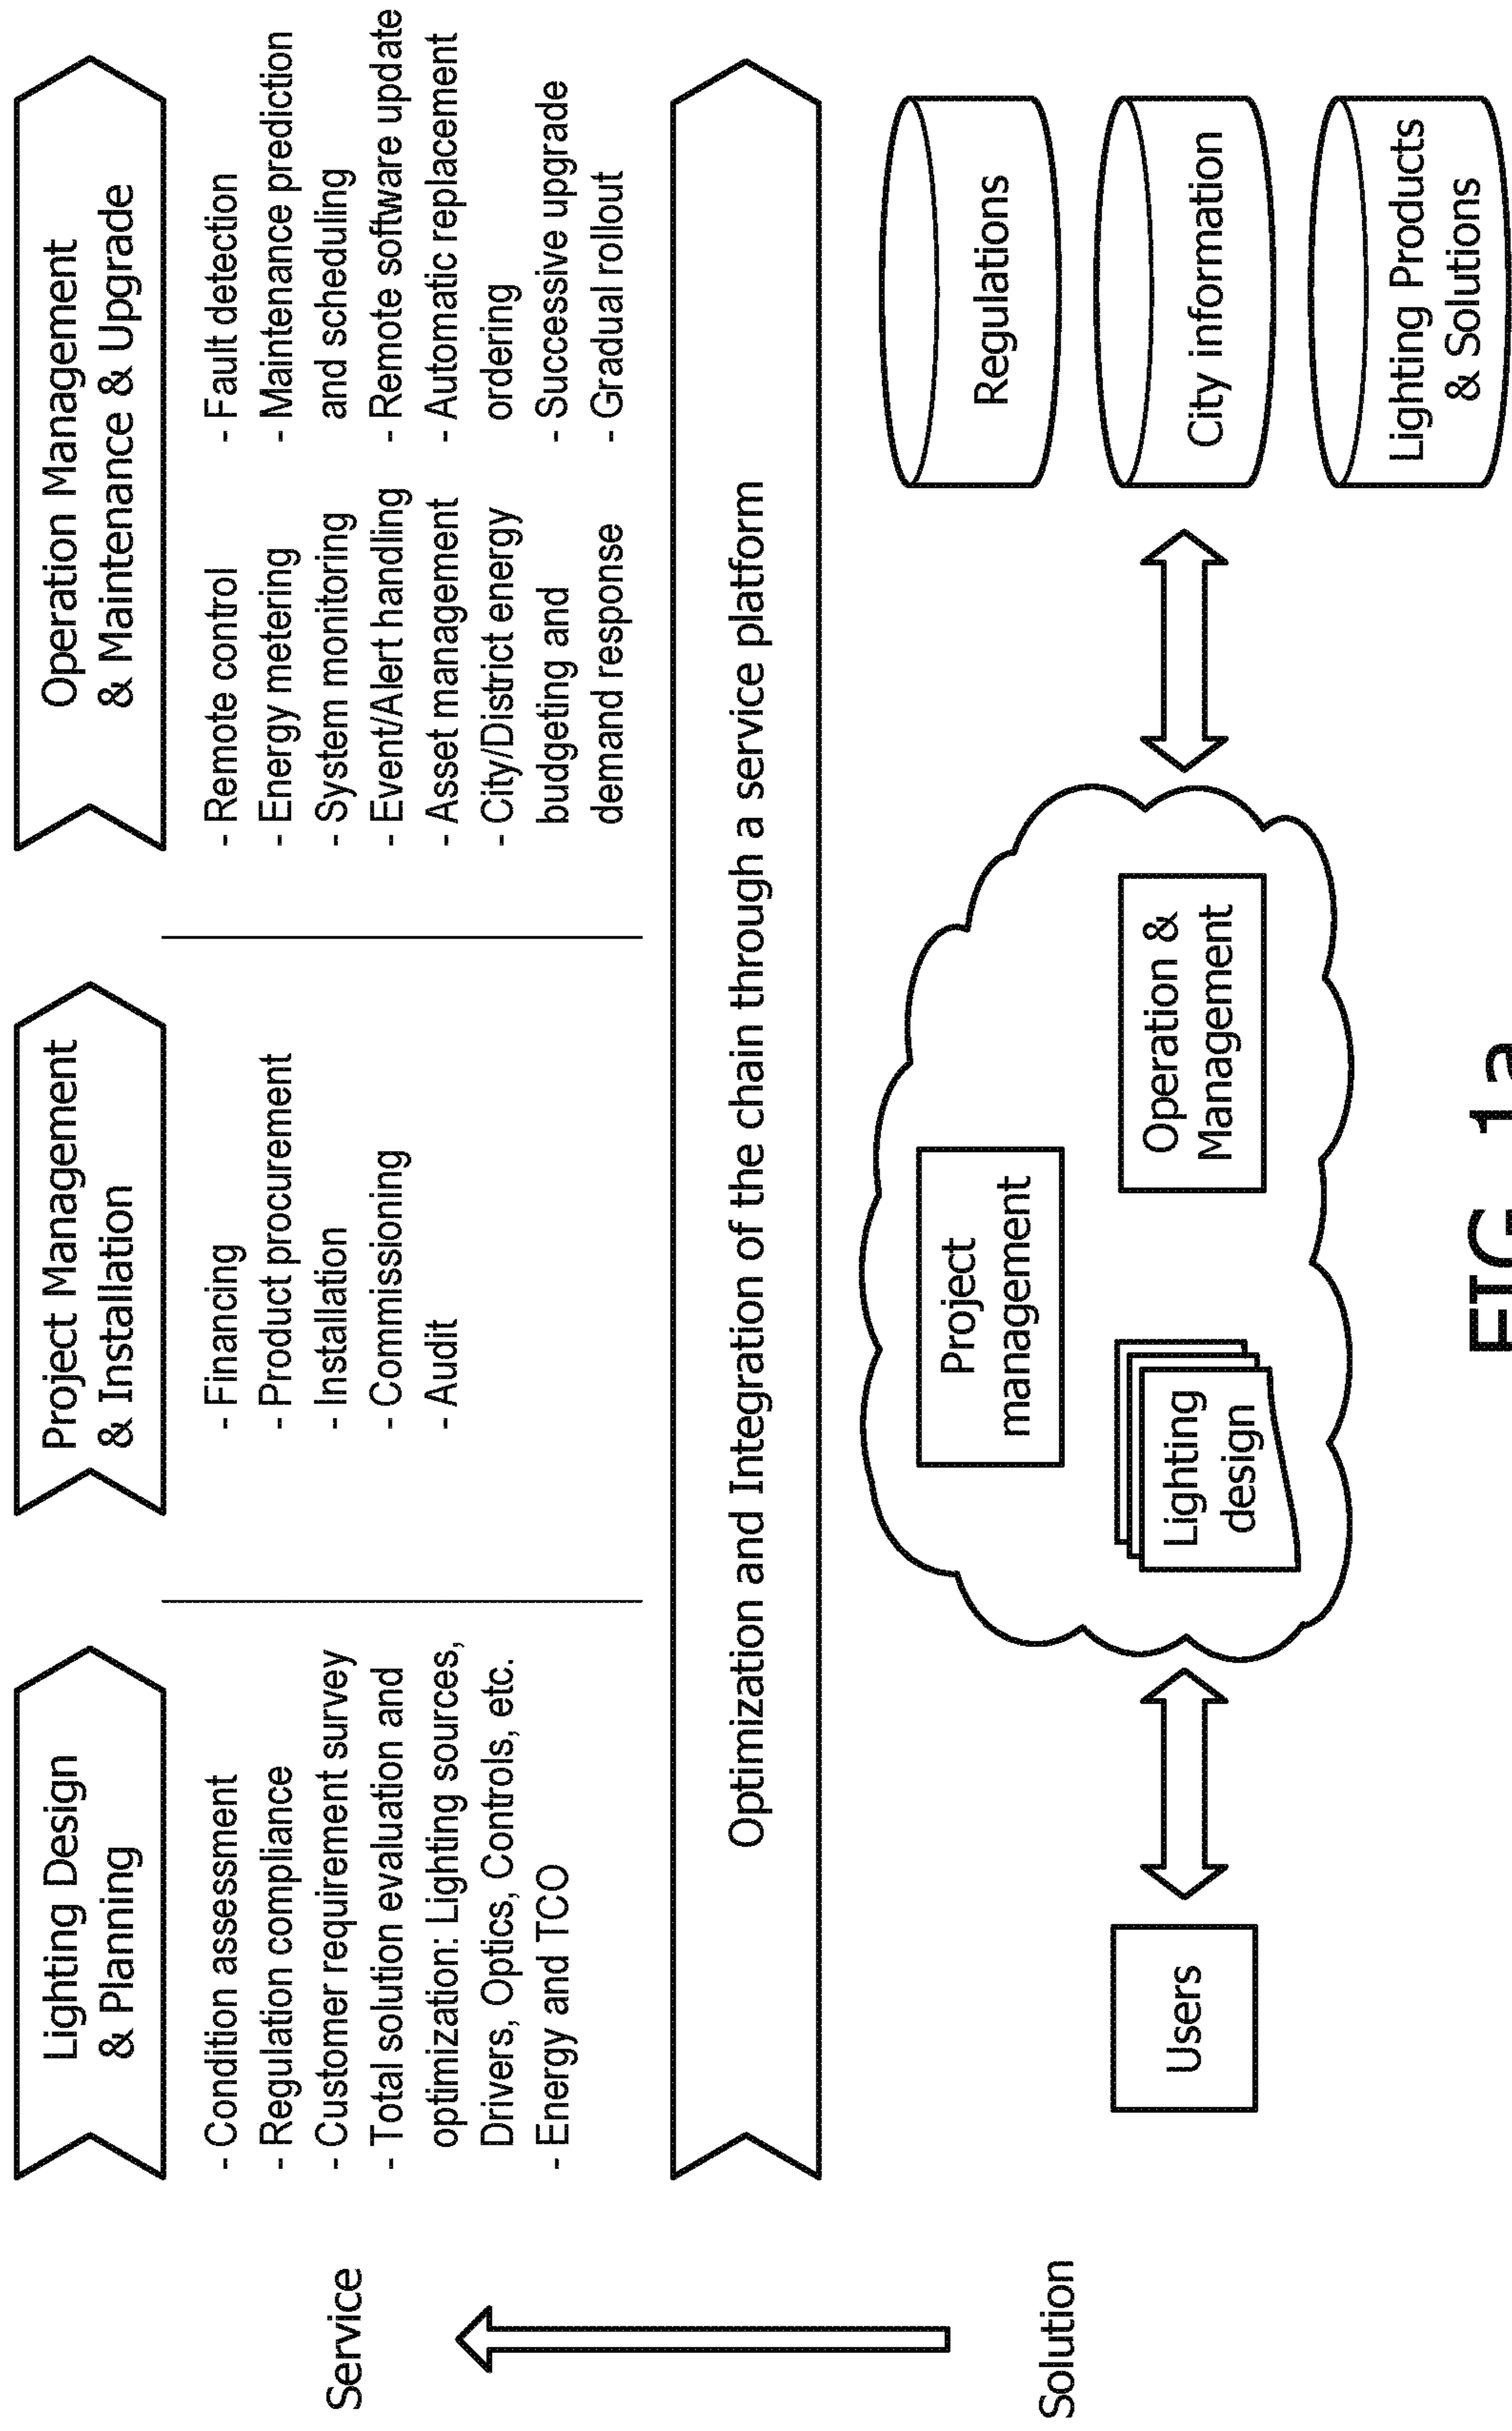 Service
Solution
Lighting Design
& Planning
- Condition assessment
- Regulation compliance
- Customer requirement survey
- Total solution evaluation and
optimization: Lighting sources,
Drivers, Optics, Controls, etc.
- Energy and TCO
Project Management
& Installation
- Financing
- Product procurement
- Installation
- Commissioning
- Audit
Operation Management
& Maintenance & Upgrade
- Remote control
- Energy metering
- System monitoring
- Event/Alert handling
- Asset management
- City/District energy
budgeting and
demand response
- Fault detection
- Maintenance prediction
and scheduling
- Remote software update
- Automatic replacement
ordering
- Successive upgrade
- Gradual rollout
Optimization and Integration of the chain through a service platform
Users
Project
management
Lighting
design
Operation &
Management
Regulations
City information
Lighting Products
& Solutions
FIG. 1a